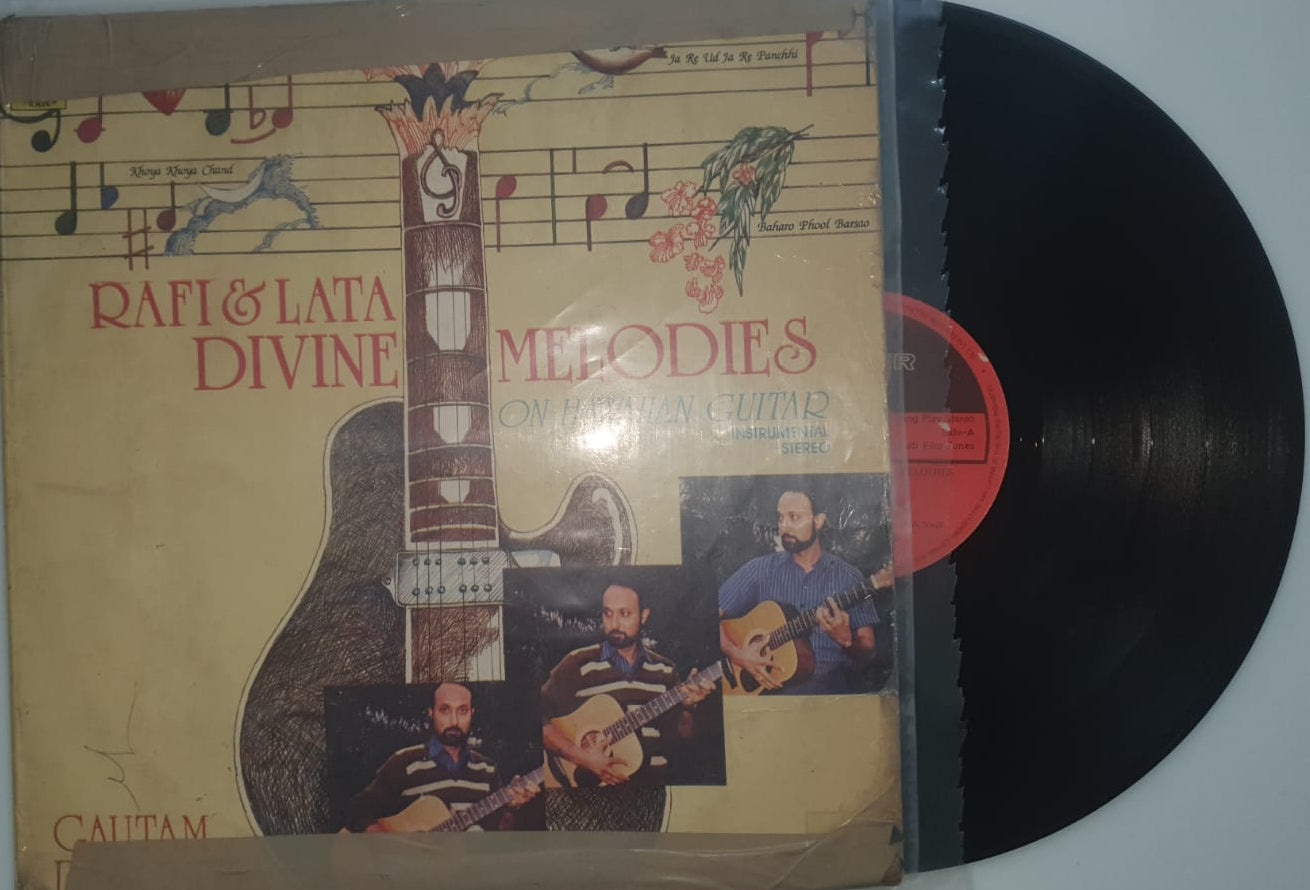 Ja Re Ud Ja Re Panchhi
Khoya Khoya Chand
Baharo Phool Barsao
RAFI & LATA
DIVINE MELODIES
ON HAWAIIAN GUITAR
INSTRUMENTAL
STEREO
Stereo
Side-A
Tunes
GAUTAM